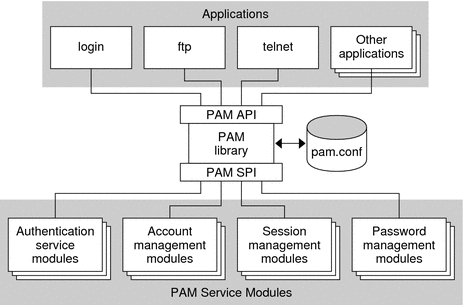 Applications
login
ftp
telnet
Other
applications
PAM API
PAM
library
pam.conf
PAM SPI
Authentication
service
modules
Account
management
modules
Session
management
modules
Password
management
modules
PAM Service Modules